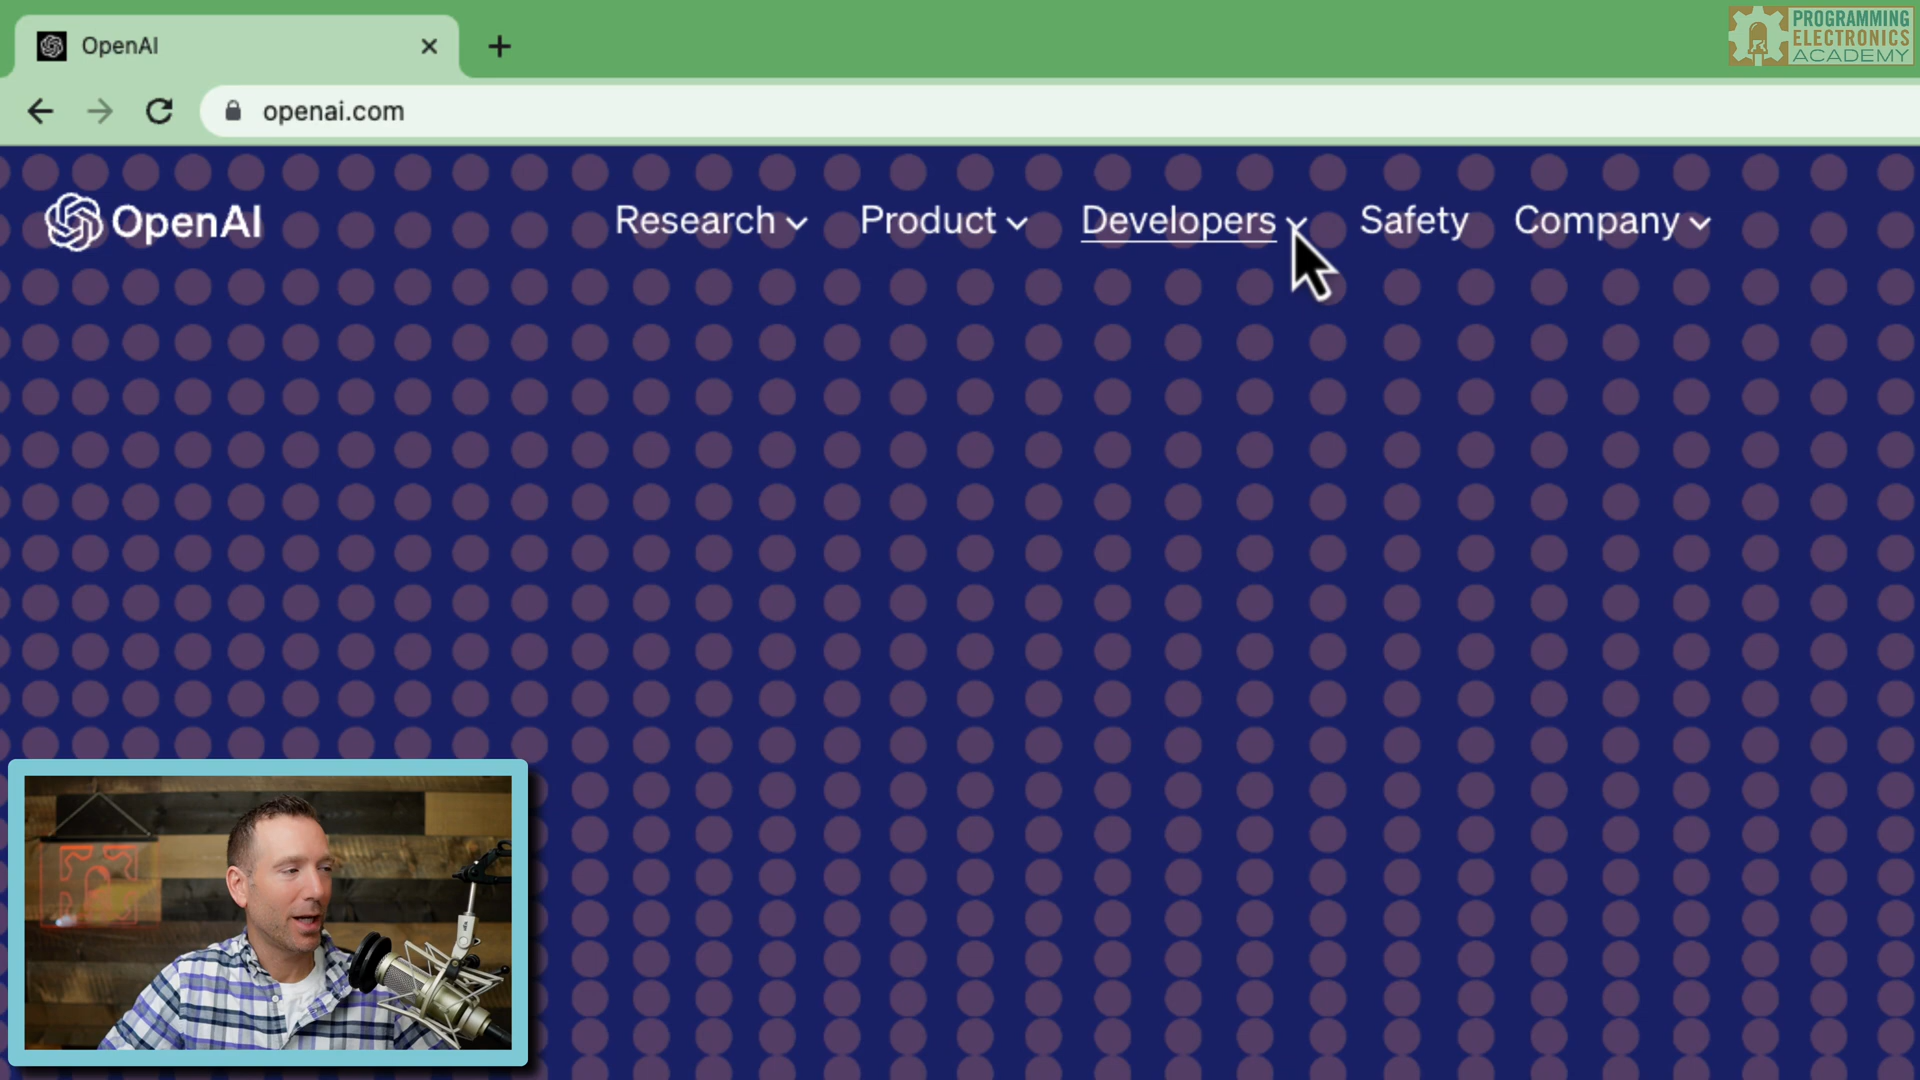 OpenAI
PROGRAMMING
ELECTRONICS
ACADEMY
openai.com
OpenAI
Research
Product
Developers
Safety
Company